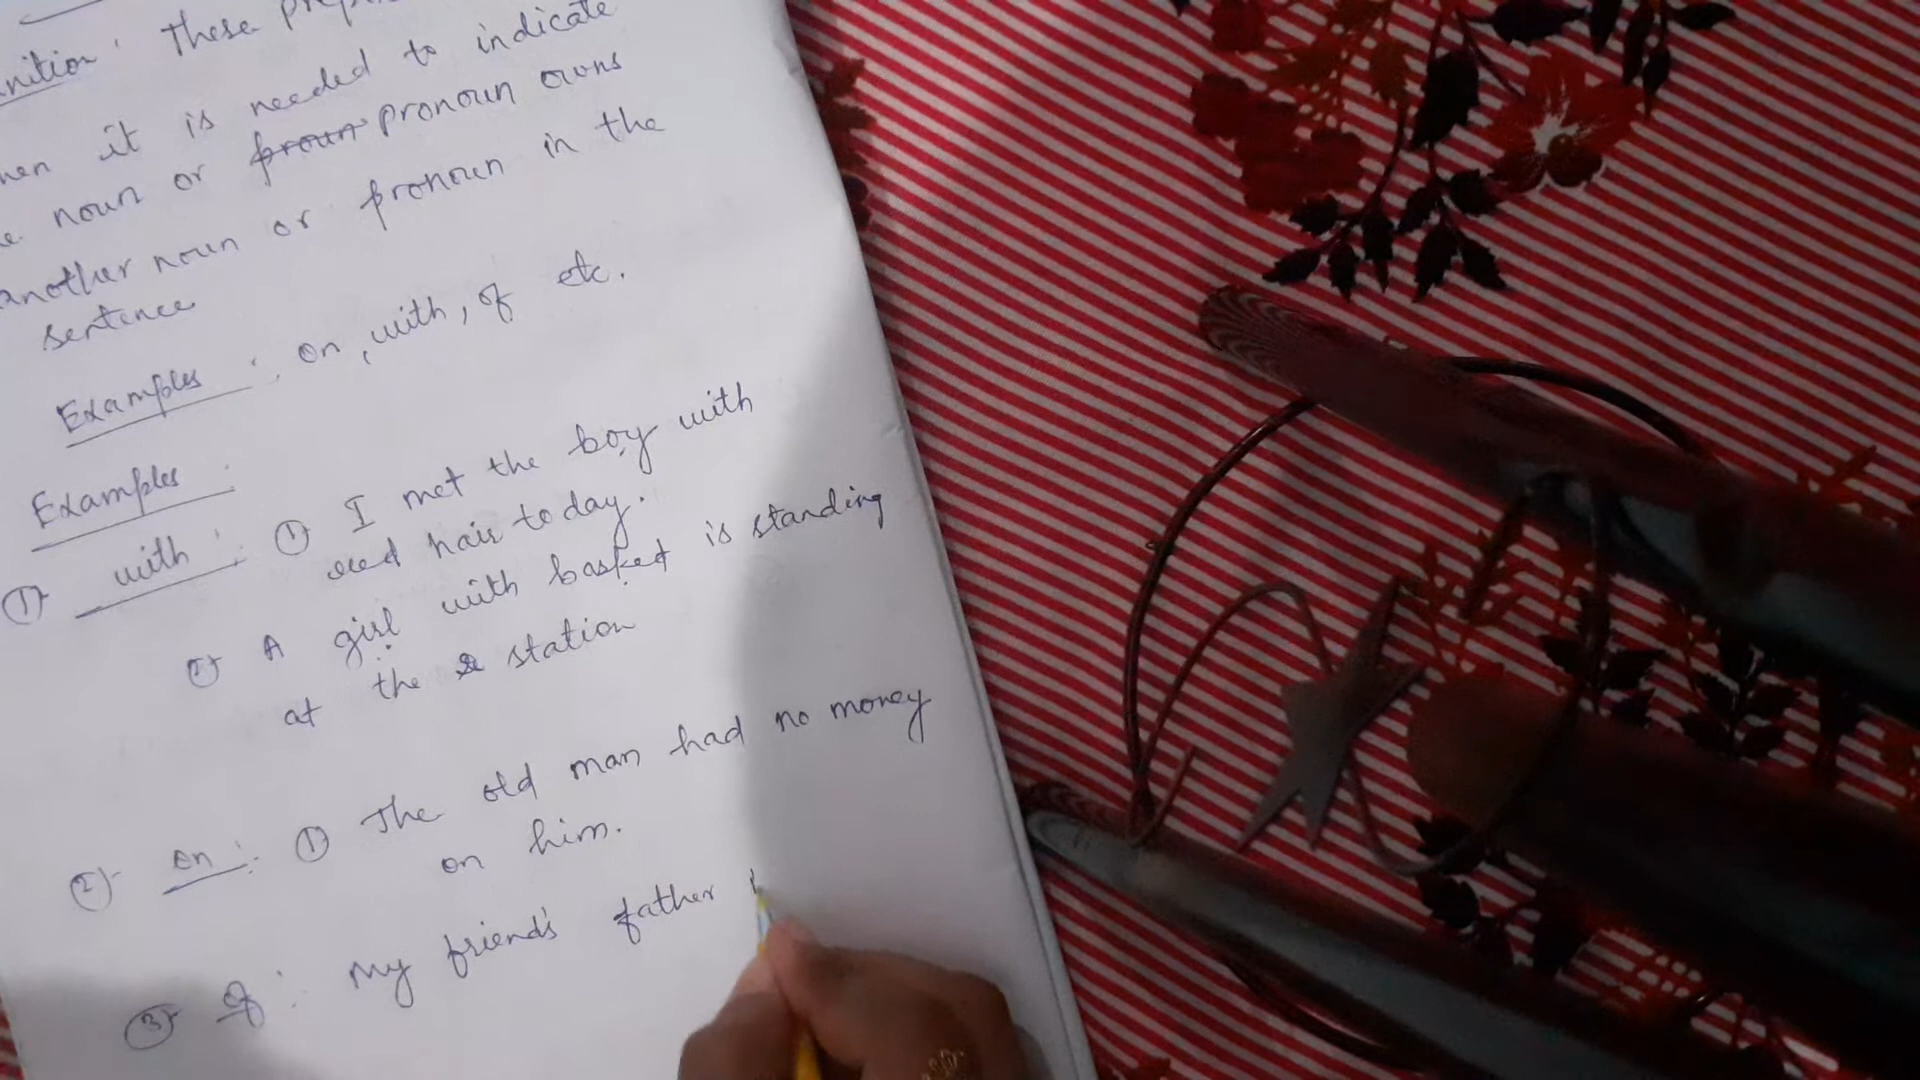 These
it is needed to indicate
noun or proun pronoun owns
another noun or pronoun in the
sentence
Examples : on, with, of etc.
Examples :
① with : ① I met the boy with
red hair today.
② A girl with basket is standing
at the station
② on : ① The old man had no money
on him.
③ of : My friend's father